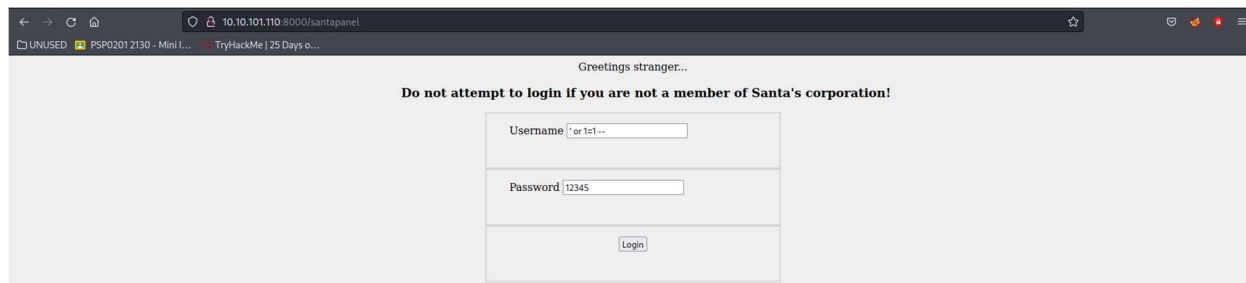 10.10.101.110:8000/santapanel
UNUSED PSP0201 2130 - Mini I... TryHackMe | 25 Days o...
Greetings stranger...
Do not attempt to login if you are not a member of Santa's corporation!
Username ' or 1=1 --
Password 12345
Login